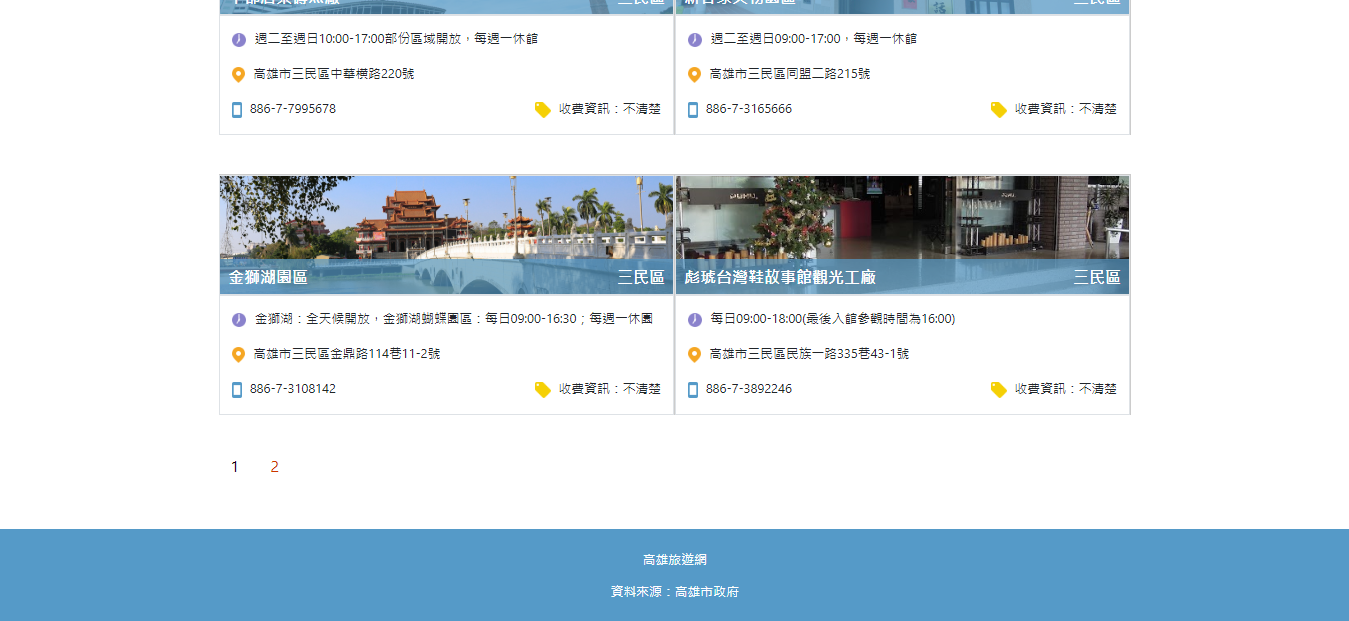 三民區
三民區
週二至週日10:00-17:00部份區域開放，每週一休館
週二至週日09:00-17:00，每週一休館
高雄市三民區中華橫路220號
高雄市三民區同盟二路215號
886-7-7995678
收費資訊：不清楚
886-7-3165666
收費資訊：不清楚
金獅湖園區
三民區
彪琥台灣鞋故事館觀光工廠
三民區
金獅湖：全天候開放，金獅湖蝴蝶園區：每日09:00-16:30；每週一休園
每日09:00-18:00(最後入館參觀時間為16:00)
高雄市三民區金鼎路114巷11-2號
高雄市三民區民族一路335巷43-1號
886-7-3108142
收費資訊：不清楚
886-7-3892246
收費資訊：不清楚
1
2
高雄旅遊網
資料來源：高雄市政府